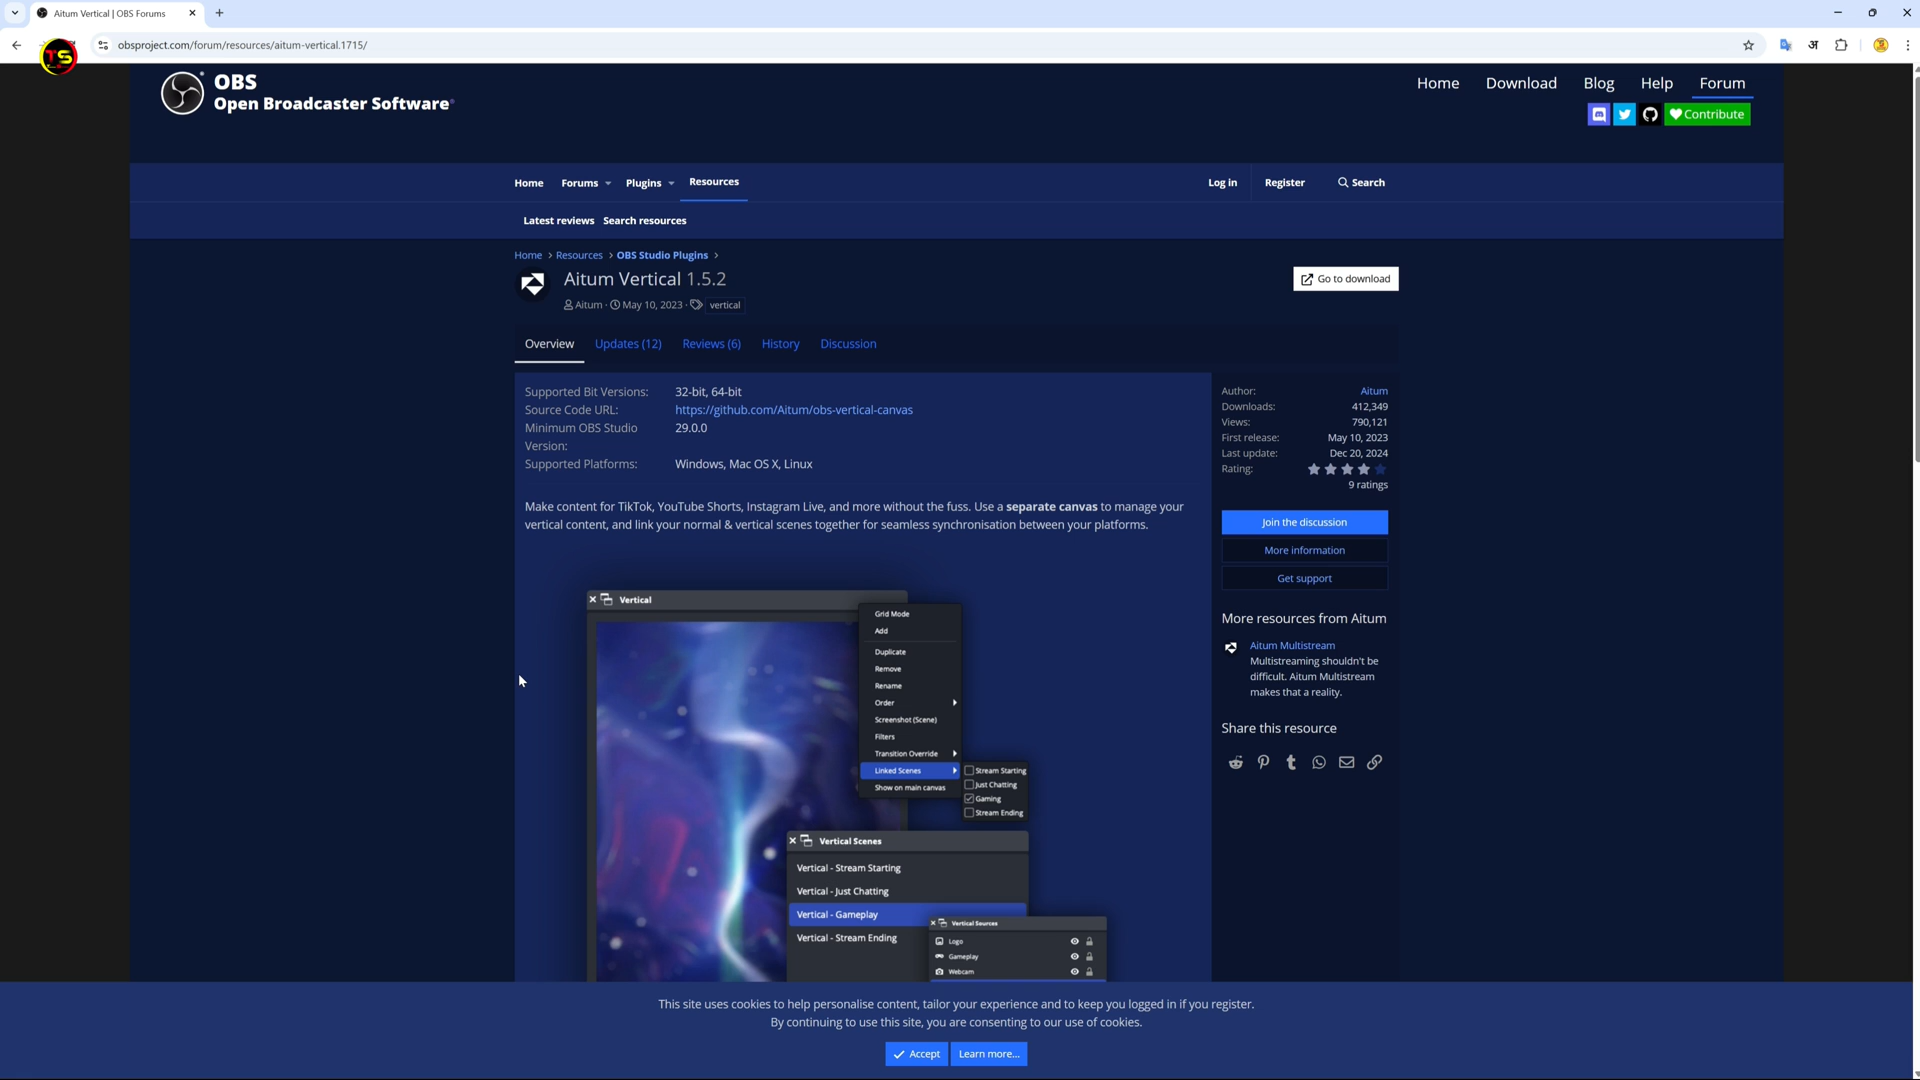 Aitum Vertical | OBS Forums
TS
obsproject.com/forum/resources/aitum-vertical.1715/
अ
OBS
Open Broadcaster Software
Home Download Blog Help Forum
Contribute
Home Forums Plugins Resources
Log in Register Search
Latest reviews Search resources
Home › Resources › OBS Studio Plugins ›
Aitum Vertical 1.5.2
Go to download
Aitum · May 10, 2023 · vertical
Overview Updates (12) Reviews (6) History Discussion
Supported Bit Versions: 32-bit, 64-bit
Source Code URL: https://github.com/Aitum/obs-vertical-canvas
Minimum OBS Studio 29.0.0
Version:
Supported Platforms: Windows, Mac OS X, Linux
Make content for TikTok, YouTube Shorts, Instagram Live, and more without the fuss. Use a separate canvas to manage your
vertical content, and link your normal & vertical scenes together for seamless synchronisation between your platforms.
Vertical
Grid Mode
Add
Duplicate
Remove
Rename
Order
Screenshot (Scene)
Filters
Transition Override
Linked Scenes
Show on main canvas
Stream Starting
Just Chatting
Gaming
Stream Ending
Vertical Scenes
Vertical - Stream Starting
Vertical - Just Chatting
Vertical - Gameplay
Vertical - Stream Ending
Vertical Sources
Logo
Gameplay
Webcam
Author: Aitum
Downloads: 412,349
Views: 790,121
First release: May 10, 2023
Last update: Dec 20, 2024
Rating:
9 ratings
Join the discussion
More information
Get support
More resources from Aitum
Aitum Multistream
Multistreaming shouldn't be
difficult. Aitum Multistream
makes that a reality.
Share this resource
This site uses cookies to help personalise content, tailor your experience and to keep you logged in if you register.
By continuing to use this site, you are consenting to our use of cookies.
Accept Learn more…